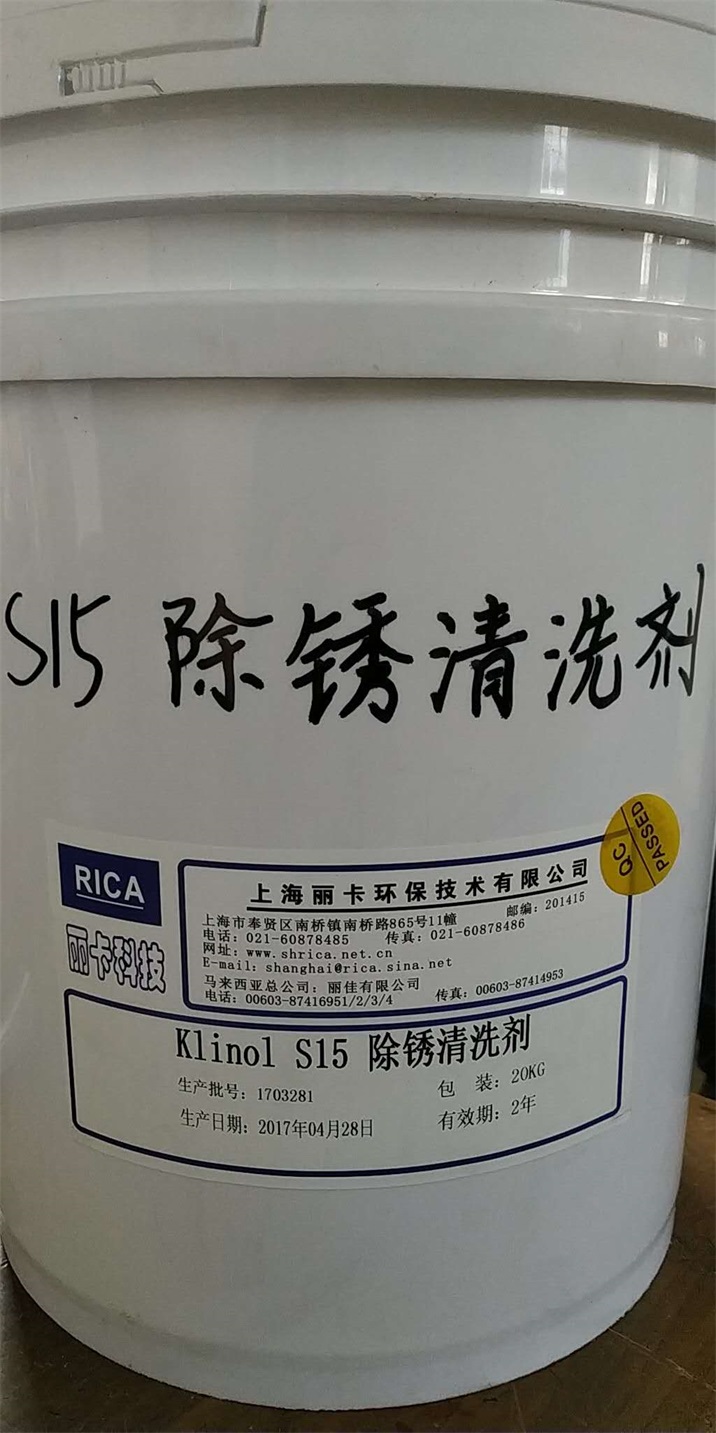 S15 除锈清洗剂
QC
PASSED
RICA
丽卡科技
上海丽卡环保技术有限公司
上海市奉贤区南桥镇南桥路865号11幢 邮编：201415
电话：021-60878485 传真：021-60878486
网址：www.shrica.net.cn
E-mail：shanghai@rica.sina.net
马来西亚总公司：丽佳有限公司
电话：00603-87416951/2/3/4 传真：00603-87414953
Klinol S15 除锈清洗剂
生产批号：1703281 包 装：20KG
生产日期：2017年04月28日 有效期：2年